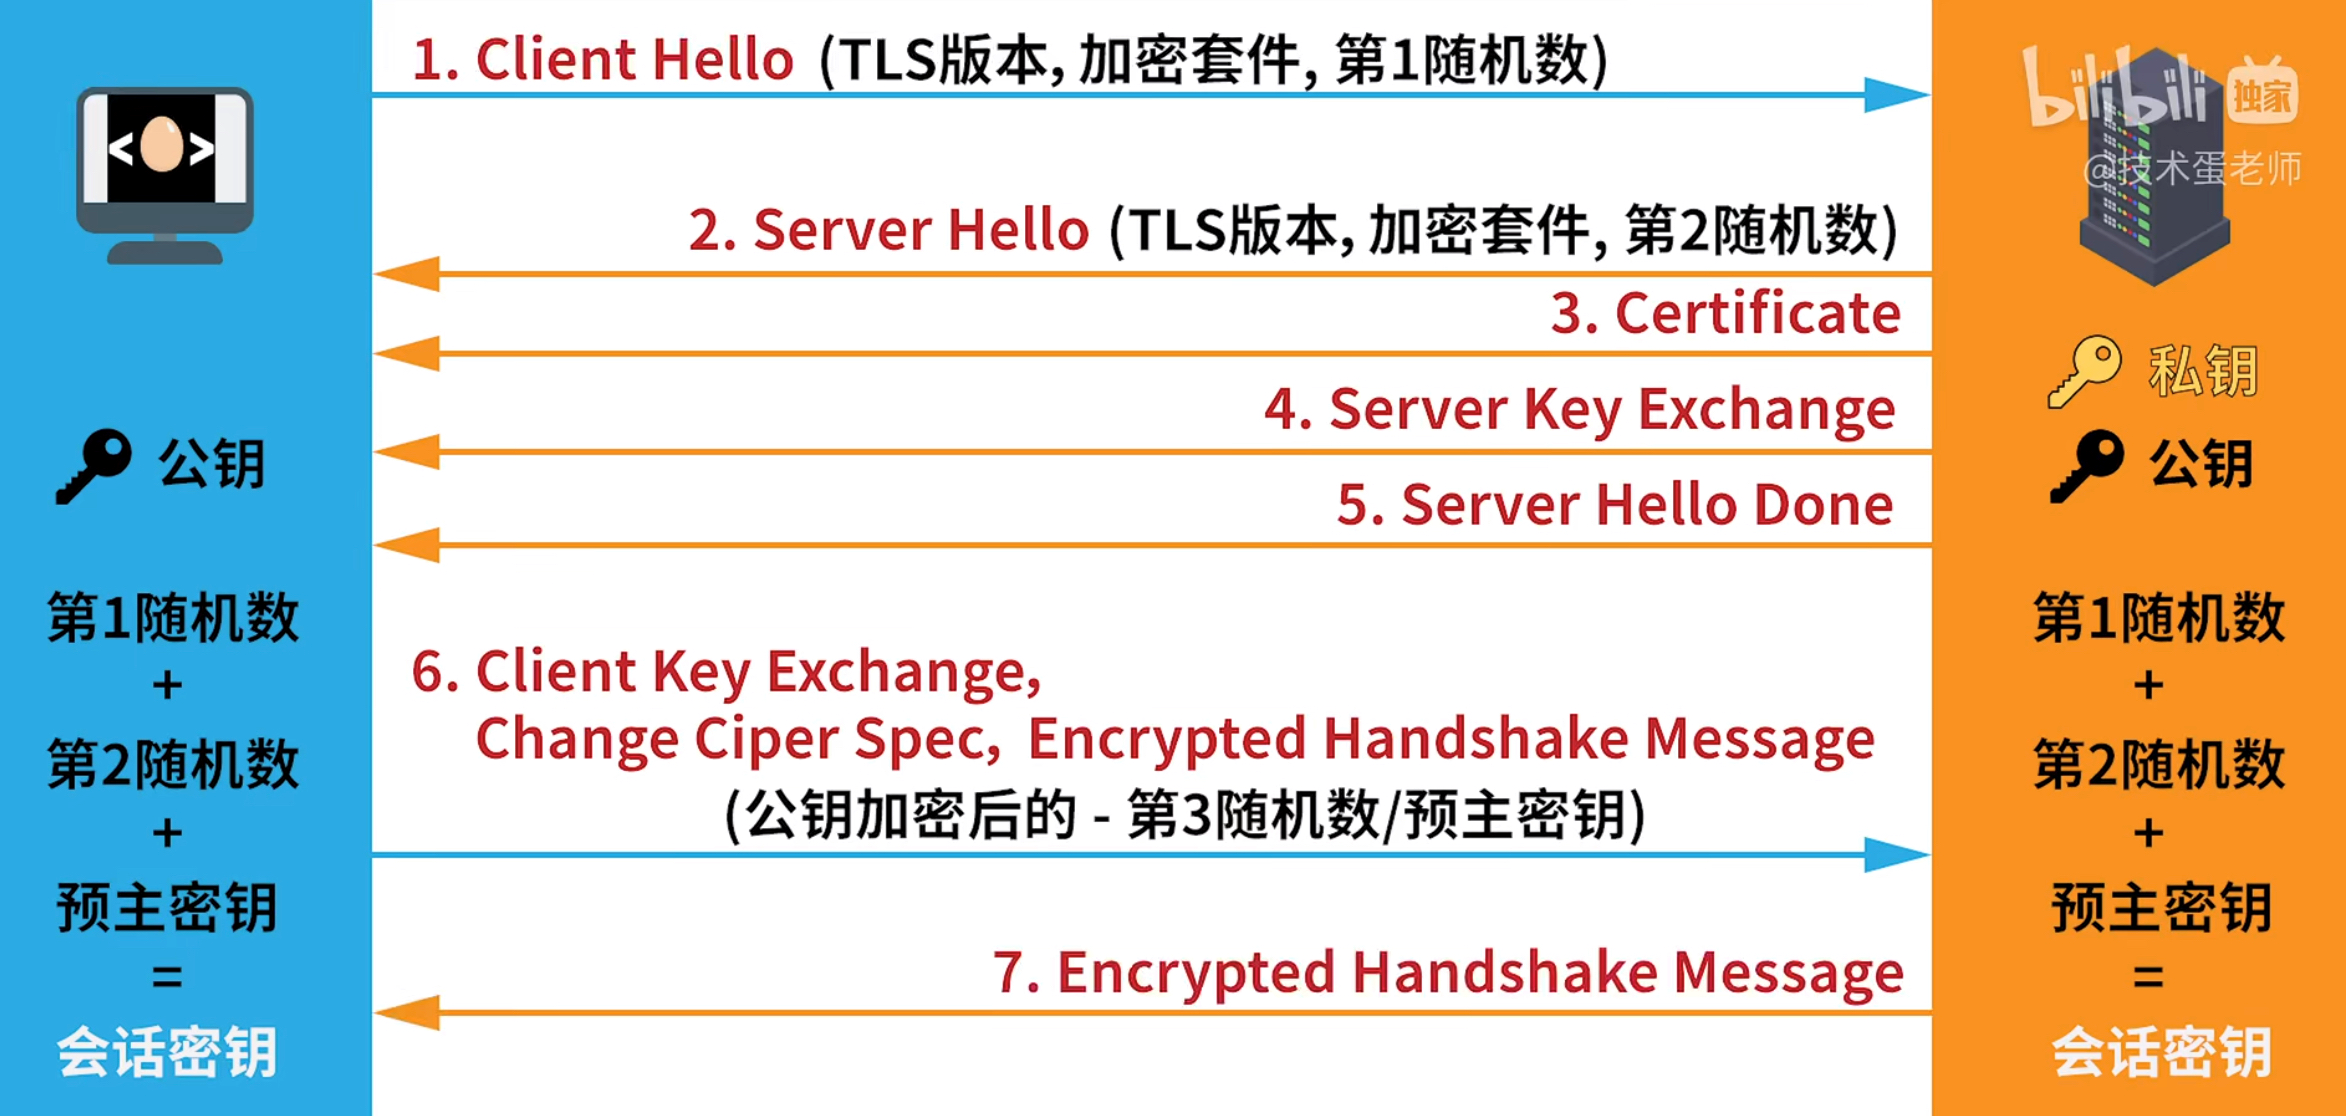 1. Client Hello (TLS版本, 加密套件, 第1随机数)
bilibili 独家
@技术蛋老师
< >
2. Server Hello (TLS版本, 加密套件, 第2随机数)
3. Certificate
私钥
4. Server Key Exchange
公钥
公钥
5. Server Hello Done
第1随机数
+
第2随机数
+
预主密钥
=
会话密钥
6. Client Key Exchange,
Change Ciper Spec, Encrypted Handshake Message
(公钥加密后的 - 第3随机数/预主密钥)
7. Encrypted Handshake Message
第1随机数
+
第2随机数
+
预主密钥
=
会话密钥